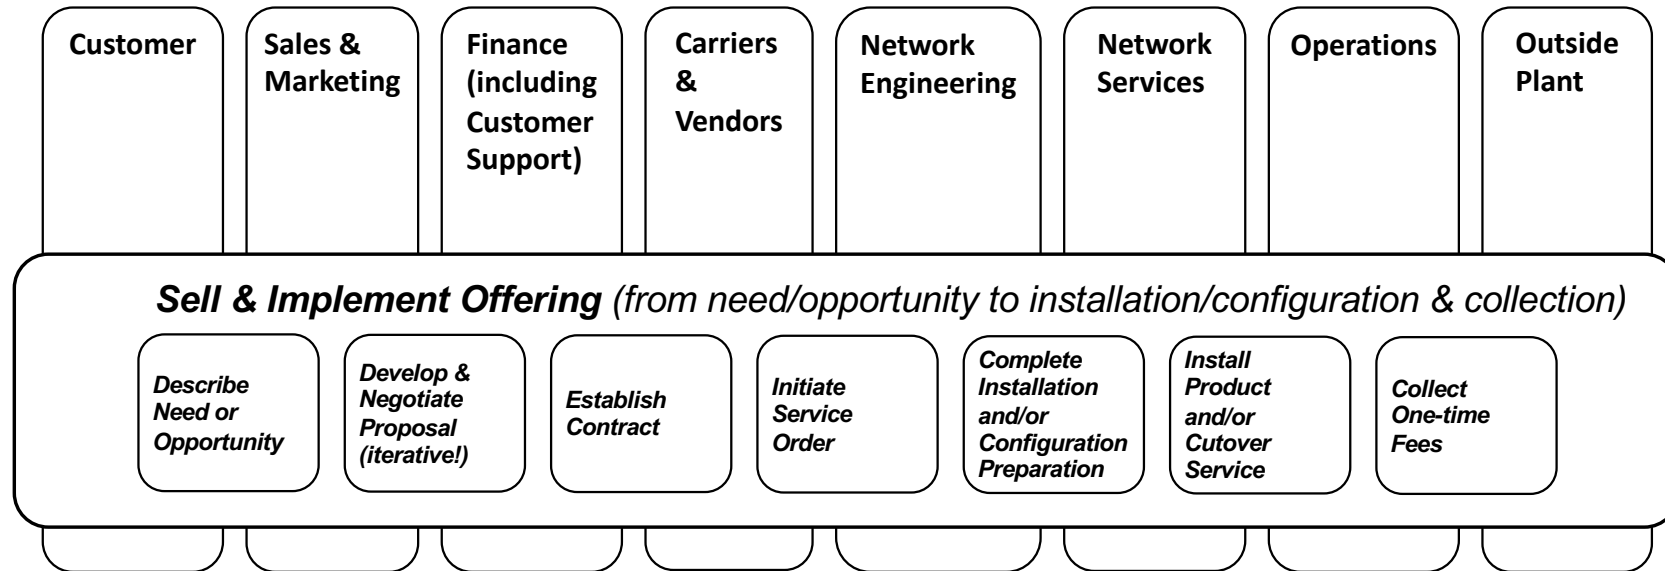 Customer
Sales &
Marketing
Finance
(including
Customer
Support)
Carriers
&
Vendors
Network
Engineering
Network
Services
Operations
Outside
Plant
Sell & Implement Offering (from need/opportunity to installation/configuration & collection)
Describe
Need or
Opportunity
Develop &
Negotiate
Proposal
(iterative!)
Establish
Contract
Initiate
Service
Order
Complete
Installation
and/or
Configuration
Preparation
Install
Product
and/or
Cutover
Service
Collect
One-time
Fees